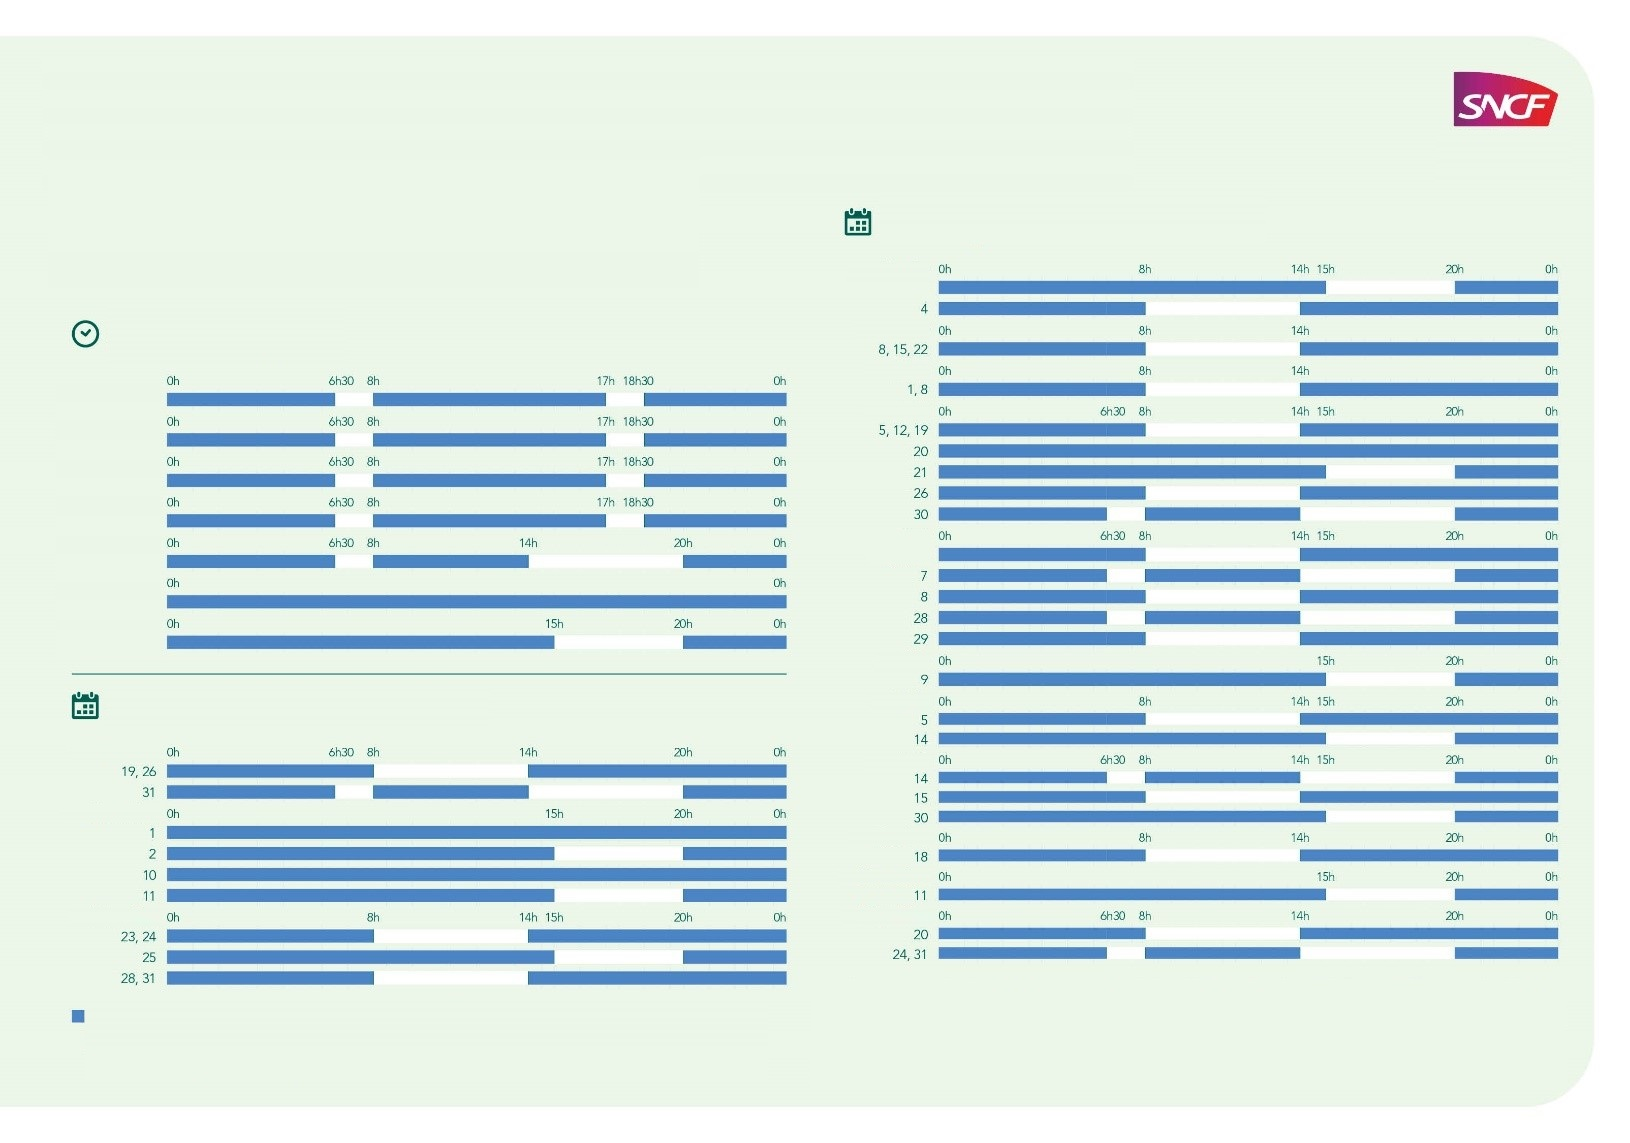 SNCF
0h 6h30 8h 17h 18h30 0h
0h 6h30 8h 17h 18h30 0h
0h 6h30 8h 17h 18h30 0h
0h 6h30 8h 17h 18h30 0h
0h 6h30 8h 14h 20h 0h
0h 0h
0h 15h 20h 0h
0h 6h30 8h 14h 20h 0h
19, 26
31
0h 15h 20h 0h
1
2
10
11
0h 8h 14h 15h 20h 0h
23, 24
25
28, 31
0h 8h 14h 15h 20h 0h
4
0h 8h 14h 0h
8, 15, 22
0h 8h 14h 0h
1, 8
0h 6h30 8h 14h 15h 20h 0h
5, 12, 19
20
21
26
30
0h 6h30 8h 14h 15h 20h 0h
7
8
28
29
0h 15h 20h 0h
9
0h 8h 14h 15h 20h 0h
5
14
0h 6h30 8h 14h 15h 20h 0h
14
15
30
0h 8h 14h 0h
18
0h 15h 20h 0h
11
0h 6h30 8h 14h 20h 0h
20
24, 31